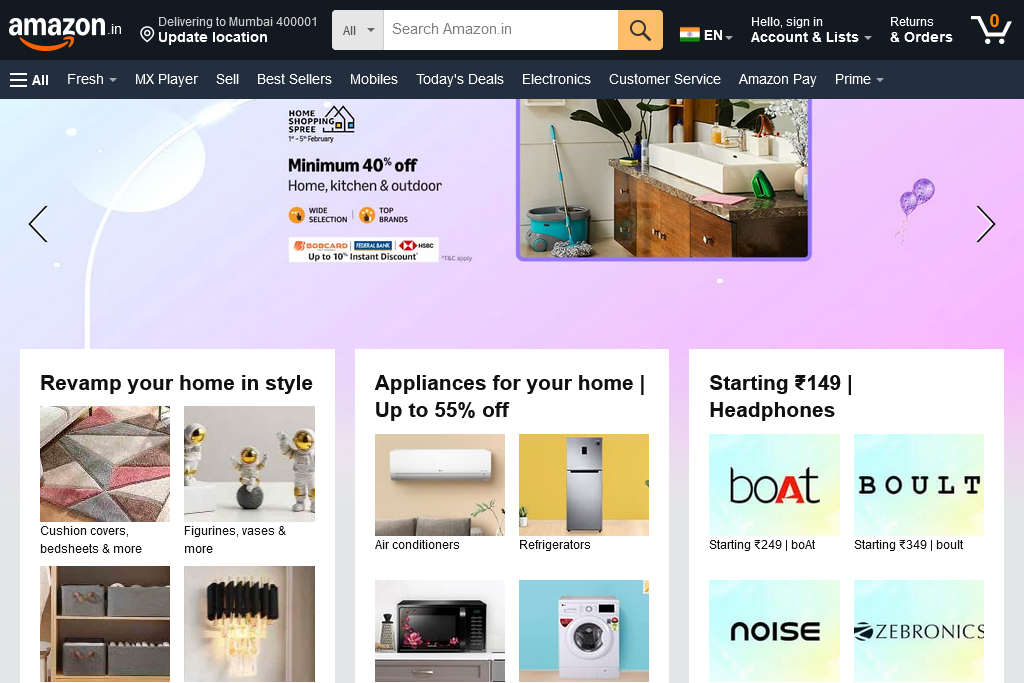 amazon.in
Delivering to Mumbai 400001
Update location
All
Search Amazon.in
EN
Hello, sign in
Account & Lists
Returns
& Orders
0
All
Fresh
MX Player
Sell
Best Sellers
Mobiles
Today's Deals
Electronics
Customer Service
Amazon Pay
Prime
HOME
SHOPPING
SPREE
1st - 5th February
Minimum 40% off
Home, kitchen & outdoor
WIDE
SELECTION
TOP
BRANDS
BOBCARD
FEDERAL BANK
HSBC
Up to 10% Instant Discount*
*T&C apply
Revamp your home in style
Cushion covers,
bedsheets & more
Figurines, vases &
more
Appliances for your home |
Up to 55% off
Air conditioners
Refrigerators
Starting ₹149 |
Headphones
boAt
BOULT
Starting ₹249 | boAt
Starting ₹349 | boult
noise
ZEBRONICS